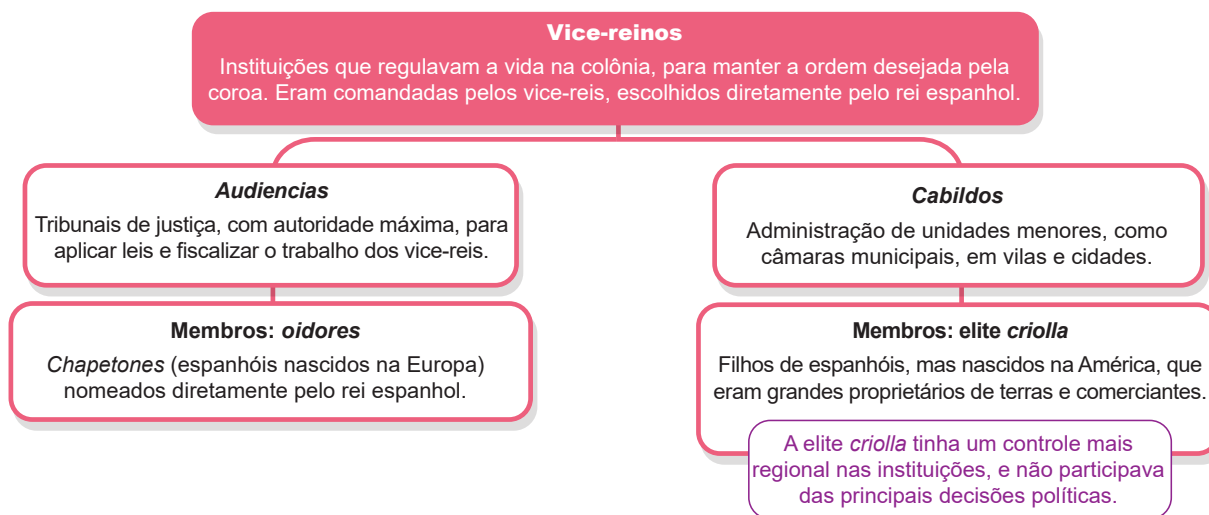 Vice-reinos
Instituições que regulavam a vida na colônia, para manter a ordem desejada pela
coroa. Eram comandadas pelos vice-reis, escolhidos diretamente pelo rei espanhol.
Audiencias
Tribunais de justiça, com autoridade máxima, para
aplicar leis e fiscalizar o trabalho dos vice-reis.
Membros: oidores
Chapetones (espanhóis nascidos na Europa)
nomeados diretamente pelo rei espanhol.
Cabildos
Administração de unidades menores, como
câmaras municipais, em vilas e cidades.
Membros: elite criolla
Filhos de espanhóis, mas nascidos na América, que
eram grandes proprietários de terras e comerciantes.
A elite criolla tinha um controle mais
regional nas instituições, e não participava
das principais decisões políticas.